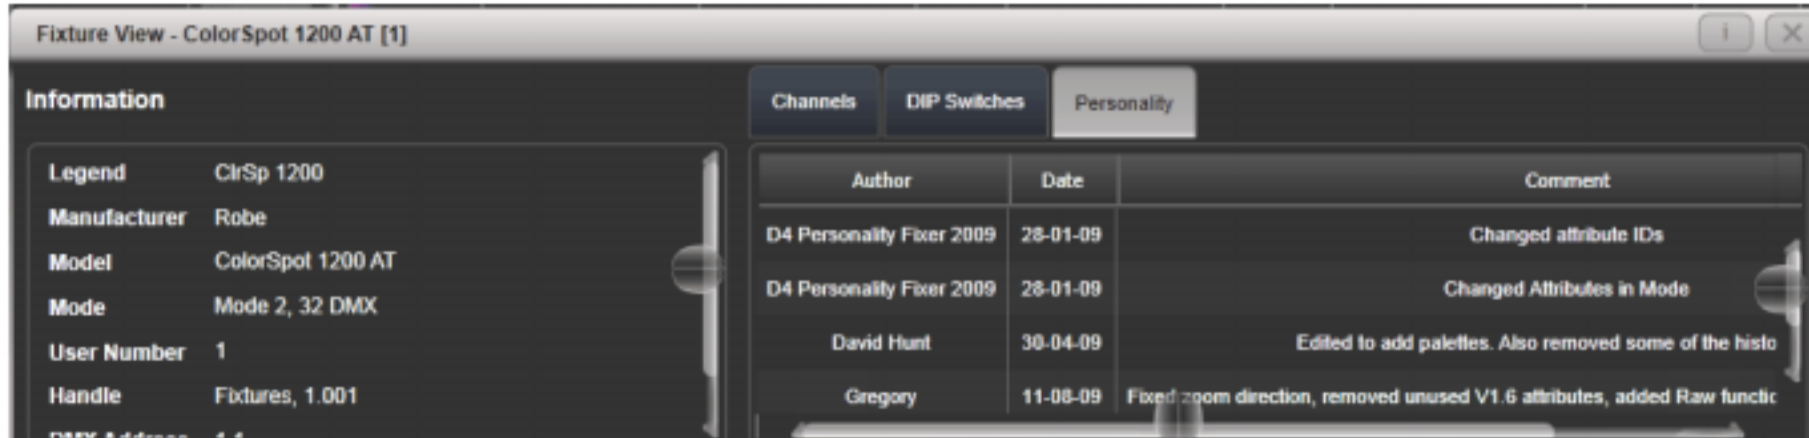 Fixture View - ColorSpot 1200 AT [1]
i
Information
Channels DIP Switches Personality
Legend ClrSp 1200
Manufacturer Robe
Model ColorSpot 1200 AT
Mode Mode 2, 32 DMX
User Number 1
Handle Fixtures, 1.001
DMX Address 1.1
Author Date Comment
D4 Personality Fixer 2009 28-01-09 Changed attribute IDs
D4 Personality Fixer 2009 28-01-09 Changed Attributes in Mode
David Hunt 30-04-09 Edited to add palettes. Also removed some of the histo
Gregory 11-08-09 Fixed zoom direction, removed unused V1.6 attributes, added Raw functic